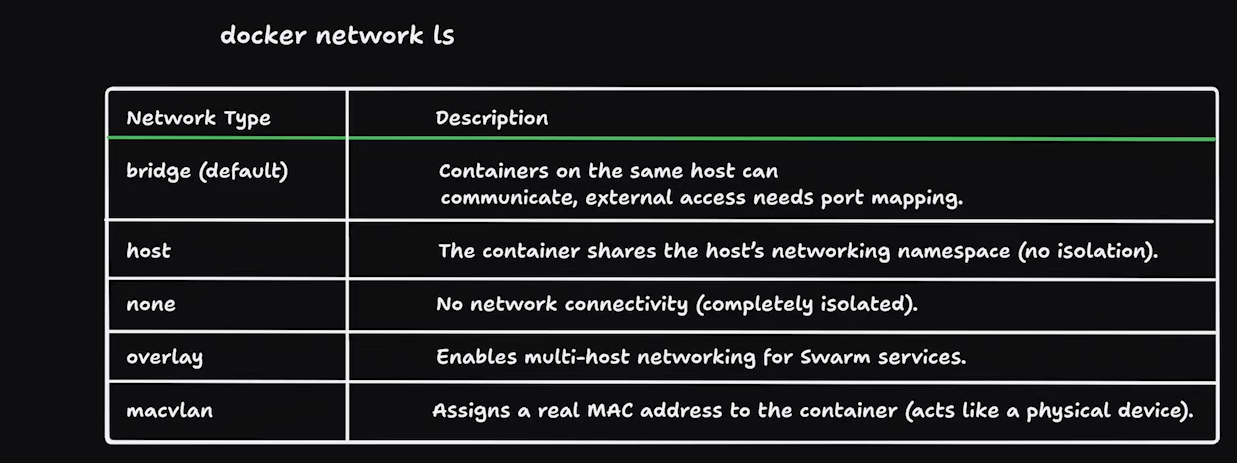 docker network ls
Network Type Description
bridge (default) Containers on the same host can
communicate, external access needs port mapping.
host The container shares the host's networking namespace (no isolation).
none No network connectivity (completely isolated).
overlay Enables multi-host networking for Swarm services.
macvlan Assigns a real MAC address to the container (acts like a physical device).